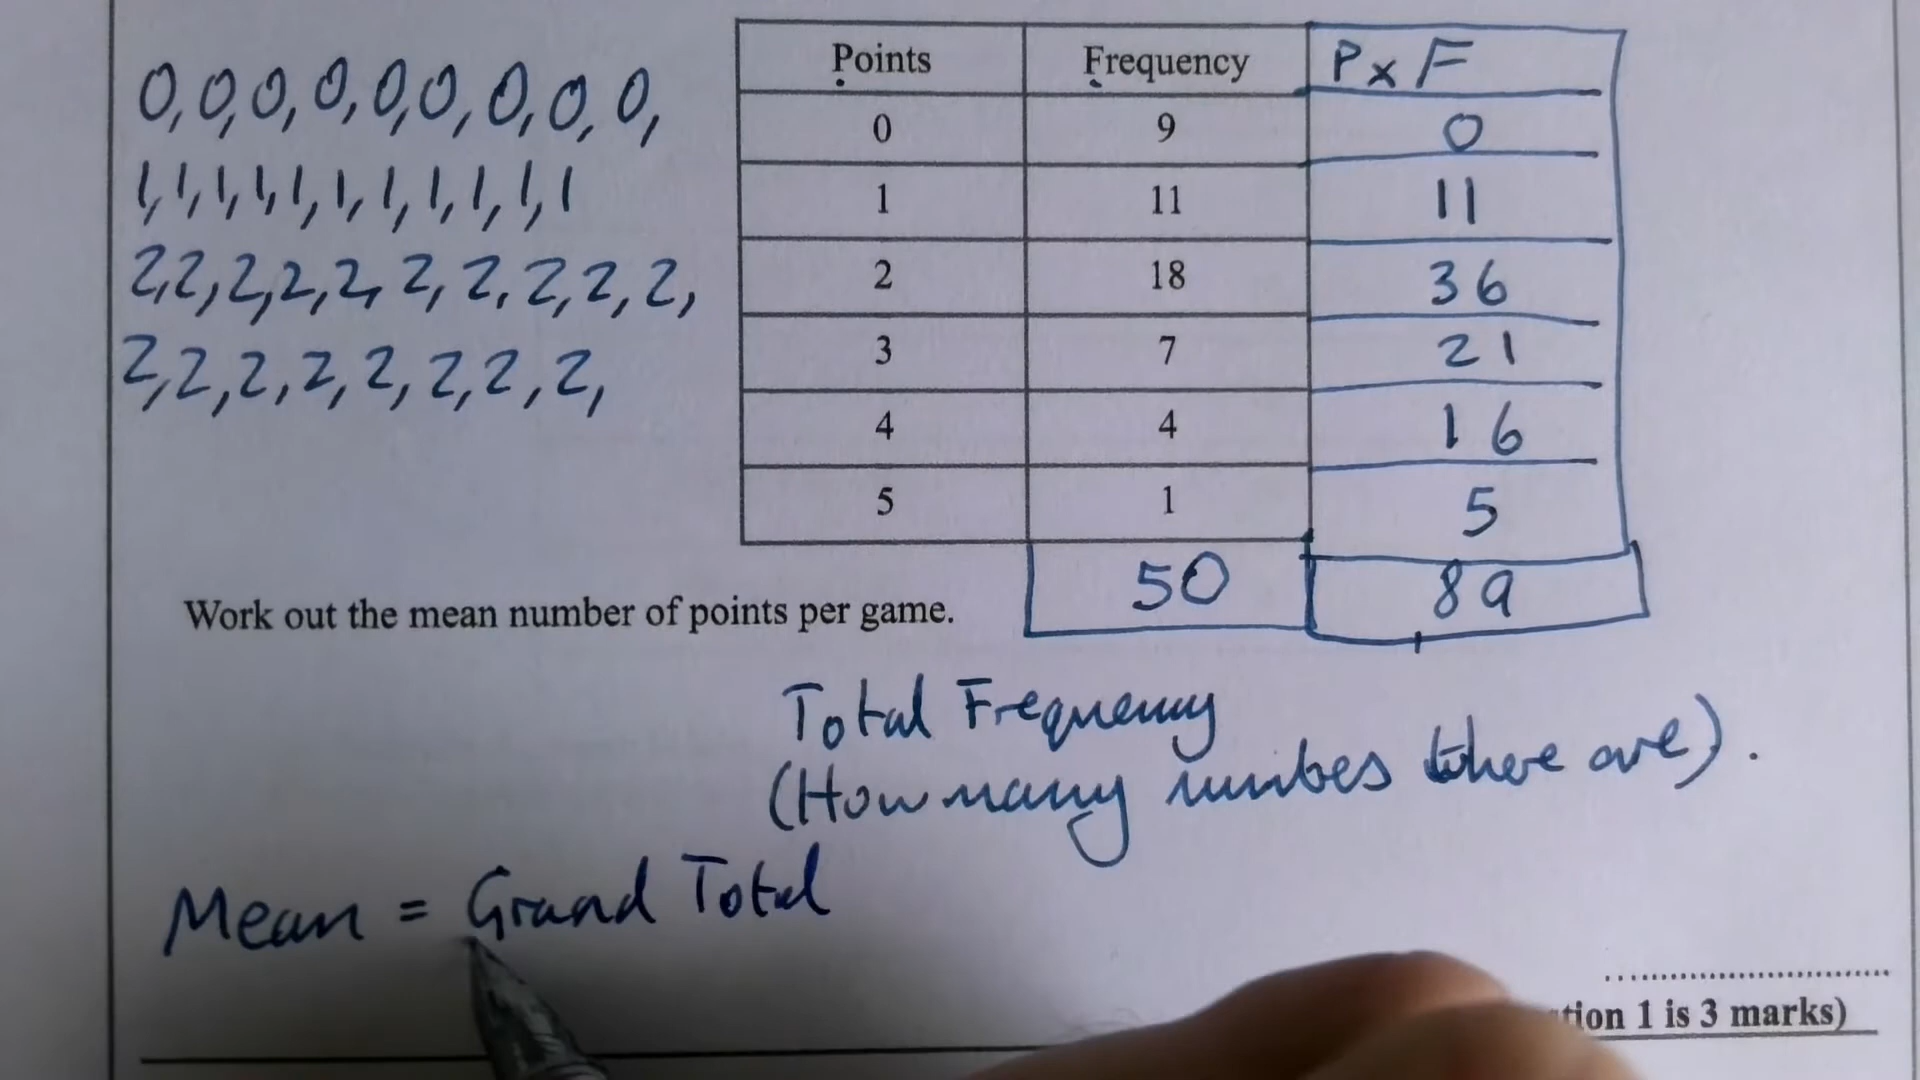 0,0,0,0,0,0,0,0,0,
1,1,1,1,1,1,1,1,1,1,1
2,2,2,2,2,2,2,2,2,2,
2,2,2,2,2,2,2,2,
Points Frequency P x F
0 9 0
1 11 11
2 18 36
3 7 21
4 4 16
5 1 5
50 89
Work out the mean number of points per game.
Total Frequency
(How many numbes there are).
Mean = Grand Total
tion 1 is 3 marks)